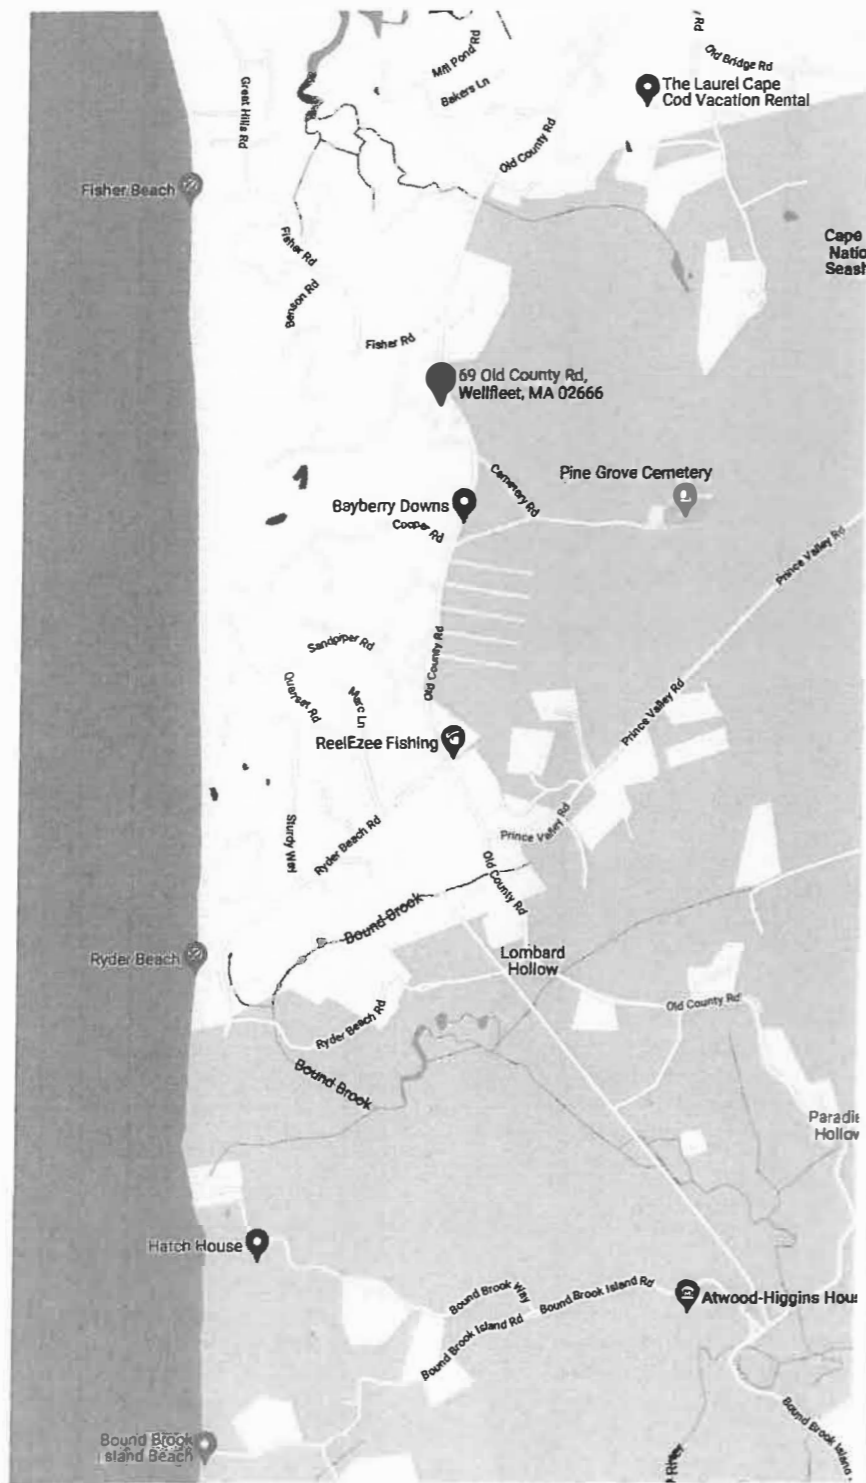 Rd
Old Bridge Rd
Mill Pond Rd
Bakers Ln
The Laurel Cape
Cod Vacation Rental
Great Hills Rd
Old County Rd
Fisher Beach
Fisher Rd
Cape
Natio
Seash
Benson Rd
Fisher Rd
69 Old County Rd,
Wellfleet, MA 02666
Pine Grove Cemetery
Cemetery Rd
Bayberry Downs
Cooper Rd
Prince Valley Rd
Sandpiper Rd
Old County Rd
Quanset Rd
Marc Ln
Prince Valley Rd
ReelEzee Fishing
Sturdy Way
Ryder Beach Rd
Prince Valley Rd
Old County Rd
Bound Brook
Ryder Beach
Lombard
Hollow
Old County Rd
Ryder Beach Rd
Bound Brook
Paradis
Hollow
Hatch House
Bound Brook Way
Bound Brook Island Rd
Atwood-Higgins Hous
Bound Brook Island Rd
Bound Brook Island
Bound Brook
Island Beach
River